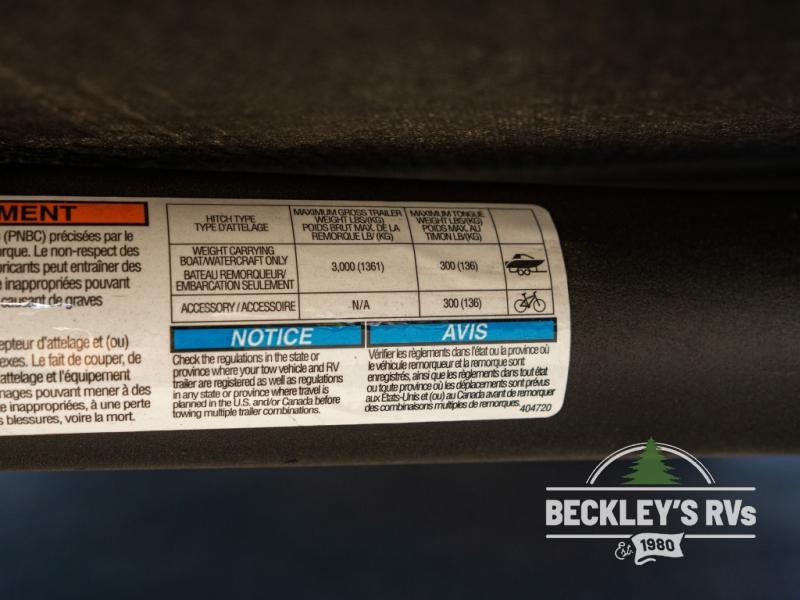 MENT
(PNBC) précisées par le
rque. Le non-respect des
bricants peut entraîner des
e inappropriées pouvant
causant de graves
epteur d'attelage et (ou)
exes. Le fait de couper, de
attelage et l'équipement
nages pouvant mener à des
e inappropriées, à une perte
s blessures, voire la mort.
HITCH TYPE
TYPE D'ATTELAGE
MAXIMUM GROSS TRAILER
WEIGHT LBS/(KG)
POIDS BRUT MAX. DE LA
REMORQUE LB/ (KG)
MAXIMUM TONGUE
WEIGHT LBS/(KG)
POIDS MAX. AU
TIMON LB/(KG)
WEIGHT CARRYING
BOAT/WATERCRAFT ONLY
BATEAU REMORQUEUR/
EMBARCATION SEULEMENT
3,000 (1361)
300 (136)
ACCESSORY / ACCESSOIRE
N/A
300 (136)
NOTICE
Check the regulations in the state or
province where your tow vehicle and RV
trailer are registered as well as regulations
in any state or province where travel is
planned in the U.S. and/or Canada before
towing multiple trailer combinations.
AVIS
Vérifier les règlements dans l'état ou la province où
le véhicule remorqueur et la remorque sont
enregistrés, ainsi que les règlements dans tout état
ou toute province où les déplacements sont prévus
aux États-Unis et (ou) au Canada avant de remorquer
des combinaisons multiples de remorques.
404720
BECKLEY'S RVs
Est. 1980